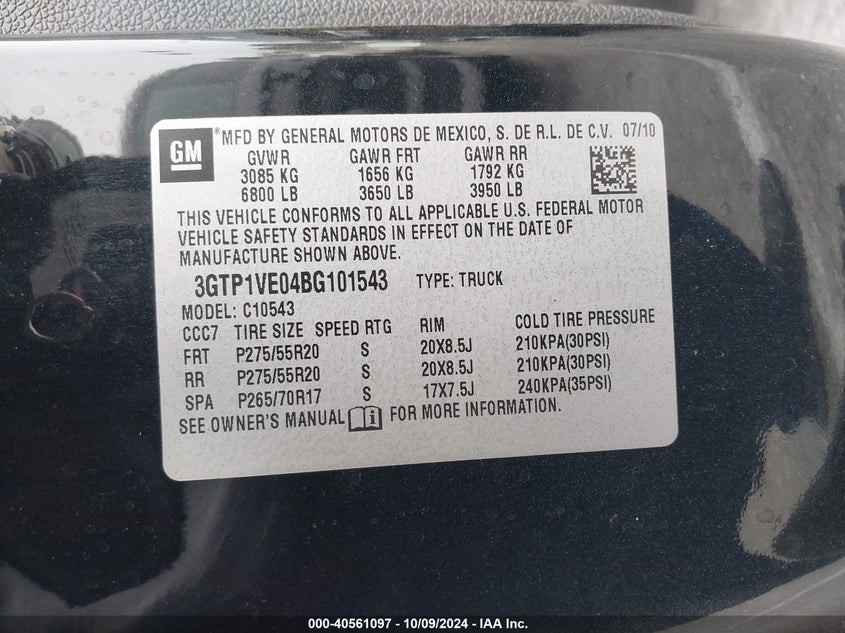 GM
®MFD BY GENERAL MOTORS DE MEXICO, S. DE R.L. DE C.V. 07/10
GVWR GAWR FRT GAWR RR
3085 KG 1656 KG 1792 KG
6800 LB 3650 LB 3950 LB
THIS VEHICLE CONFORMS TO ALL APPLICABLE U.S. FEDERAL MOTOR
VEHICLE SAFETY STANDARDS IN EFFECT ON THE DATE OF
MANUFACTURE SHOWN ABOVE.
3GTP1VE04BG101543 TYPE: TRUCK
MODEL: C10543
CCC7 TIRE SIZE SPEED RTG RIM COLD TIRE PRESSURE
FRT P275/55R20 S 20X8.5J 210KPA(30PSI)
RR P275/55R20 S 20X8.5J 210KPA(30PSI)
SPA P265/70R17 S 17X7.5J 240KPA(35PSI)
SEE OWNER'S MANUAL FOR MORE INFORMATION.
000-40561097 - 10/09/2024 - IAA Inc.